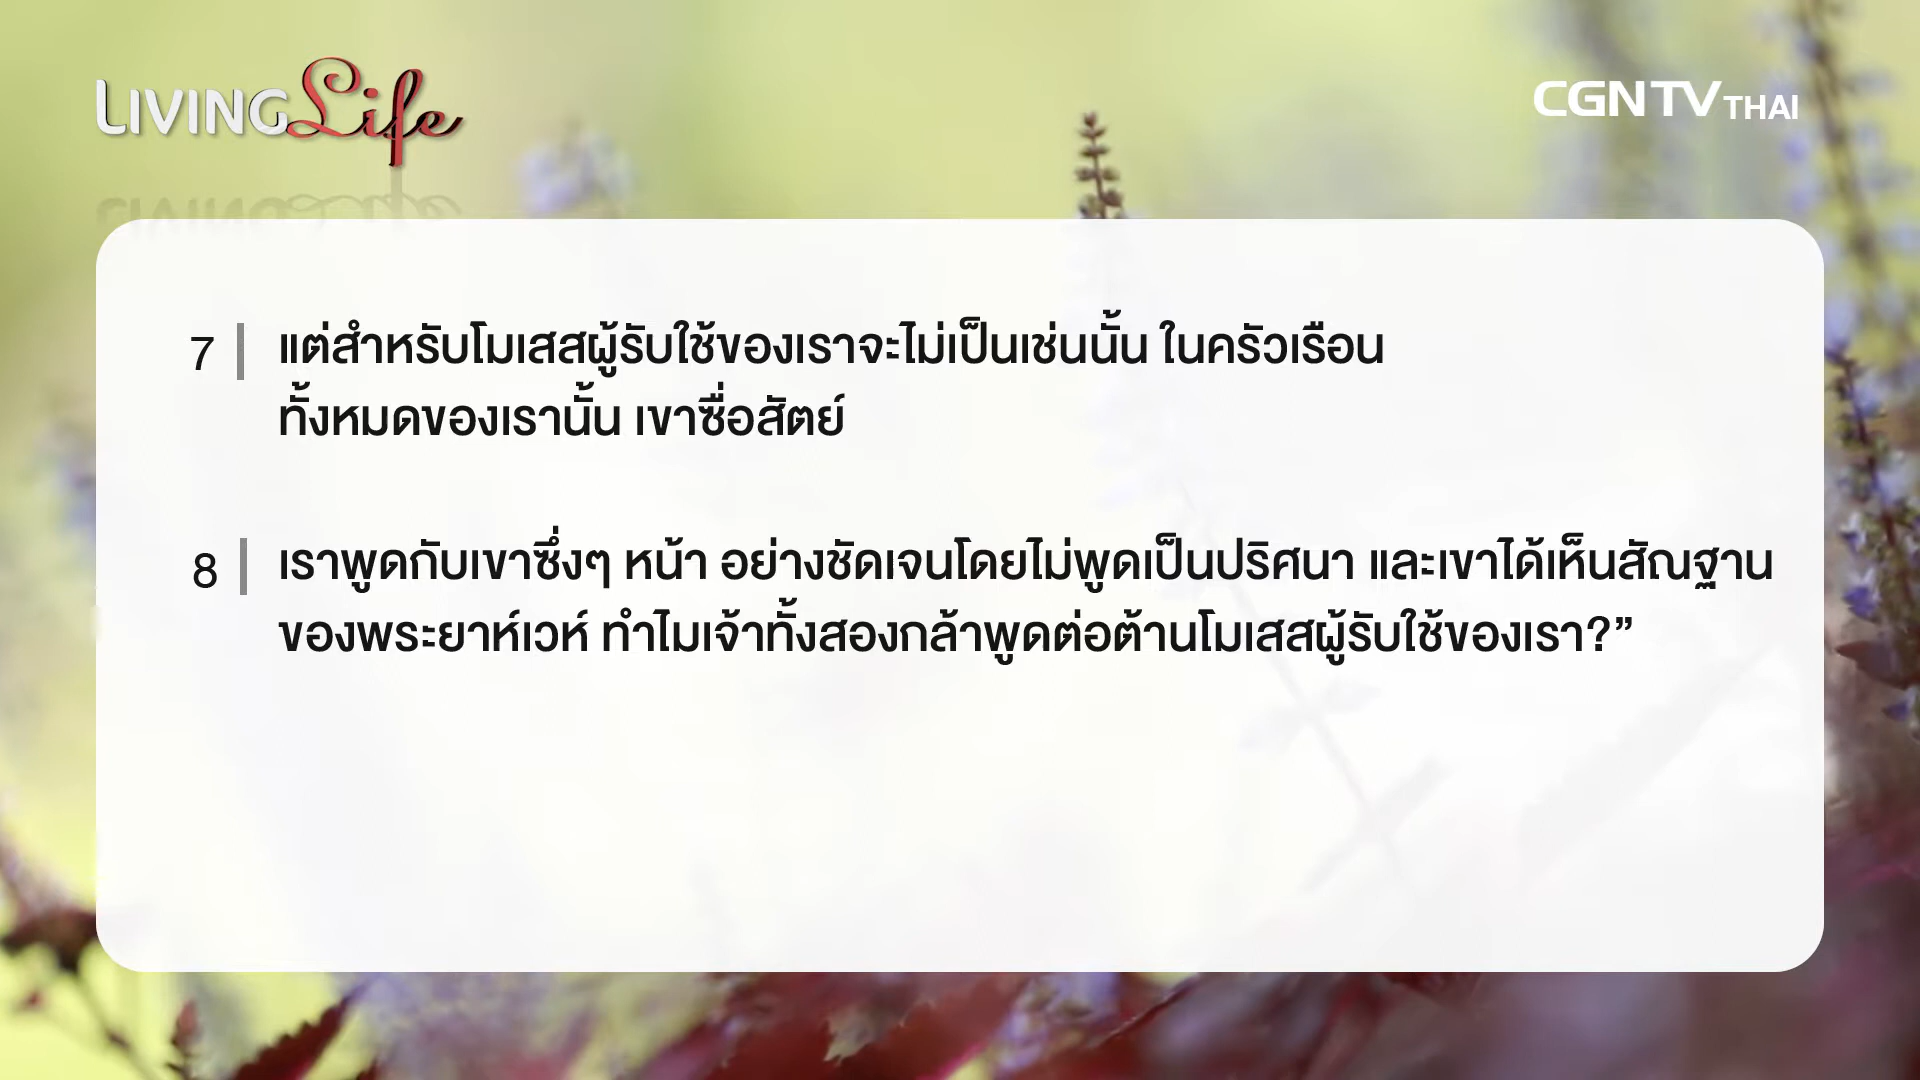 LIVING Life
CGNTV THAI
7 แต่สำหรับโมเสสผู้รับใช้ของเราจะไม่เป็นเช่นนั้น ในครัวเรือน
ทั้งหมดของเรานั้น เขาซื่อสัตย์
8 เราพูดกับเขาซึ่งๆ หน้า อย่างชัดเจนโดยไม่พูดเป็นปริศนา และเขาได้เห็นสัณฐาน
ของพระยาห์เวห์ ทำไมเจ้าทั้งสองกล้าพูดต่อต้านโมเสสผู้รับใช้ของเรา?”